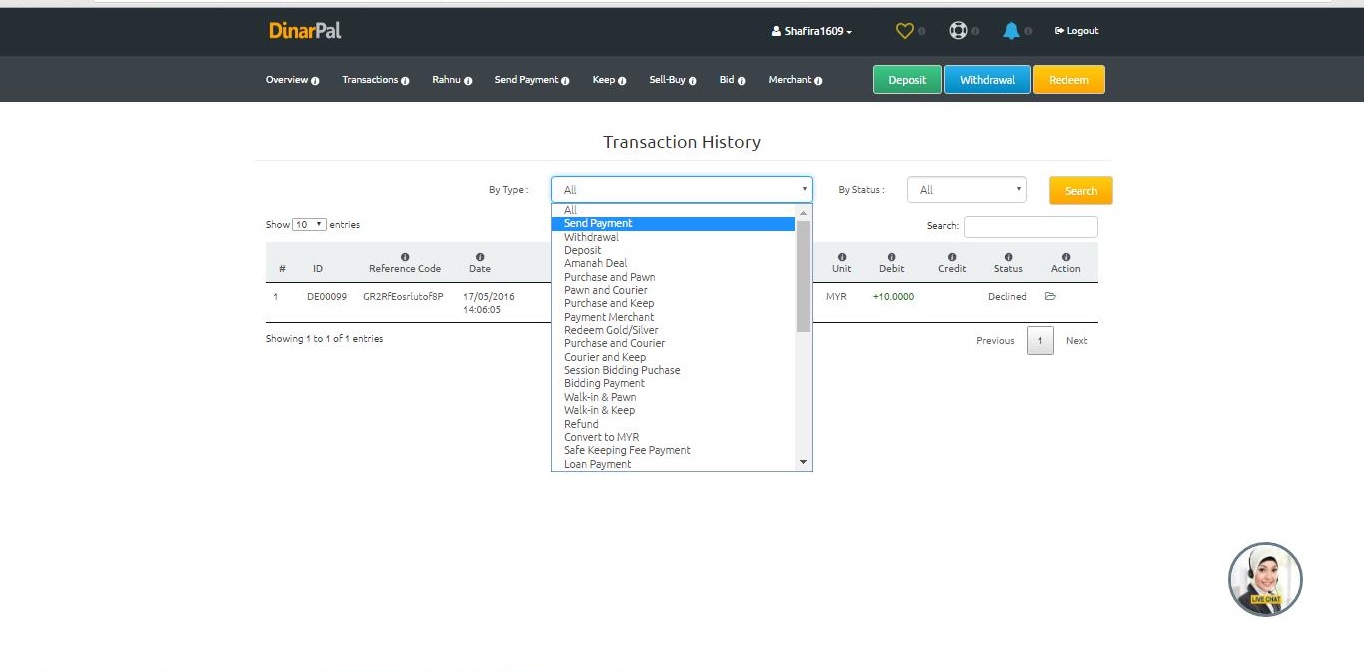 DinarPal
Shafira1609
0
0
0
Logout
Overview
Transactions
Rahnu
Send Payment
Keep
Sell-Buy
Bid
Merchant
Deposit
Withdrawal
Redeem
Transaction History
By Type :
All
By Status :
All
Search
All
Send Payment
Withdrawal
Deposit
Amanah Deal
Purchase and Pawn
Pawn and Courier
Purchase and Keep
Payment Merchant
Redeem Gold/Silver
Purchase and Courier
Courier and Keep
Session Bidding Puchase
Bidding Payment
Walk-in & Pawn
Walk-in & Keep
Refund
Convert to MYR
Safe Keeping Fee Payment
Loan Payment
Show 10 entries
Search:
# ID Reference Code Date Unit Debit Credit Status Action
1 DE00099 GR2RfEosrlutof8P 17/05/2016 MYR +10.0000 Declined
14:06:05
Showing 1 to 1 of 1 entries
Previous 1 Next
LIVE CHAT